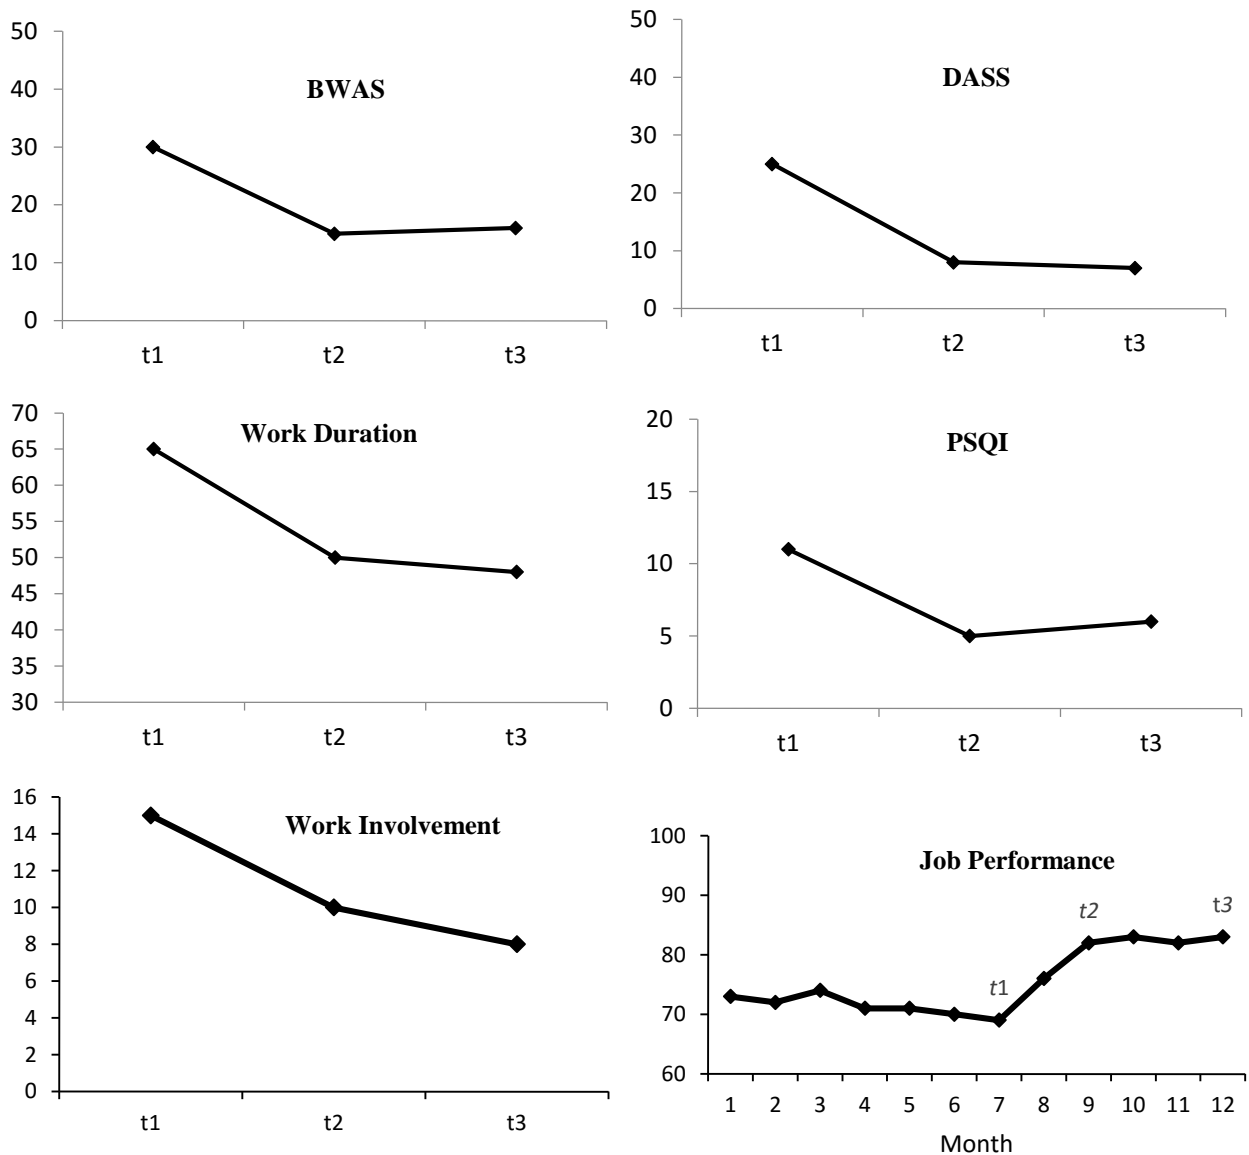 BWAS
50
40
30
20
10
0
t1 t2 t3
DASS
50
40
30
20
10
0
t1 t2 t3
Work Duration
70
65
60
55
50
45
40
35
30
t1 t2 t3
PSQI
20
15
10
5
0
t1 t2 t3
Work Involvement
16
14
12
10
8
6
4
2
0
t1 t2 t3
Job Performance
100
90
80
70
60
t1
t2
t3
1 2 3 4 5 6 7 8 9 10 11 12
Month